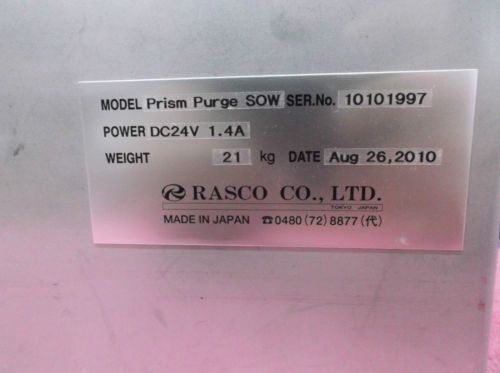 MODEL Prism Purge SOW SER.No. 10101997
POWER DC24V 1.4A
WEIGHT 21 kg DATE Aug 26,2010
RASCO CO., LTD.
TOKYO JAPAN
MADE IN JAPAN ☎0480(72)8877(代)